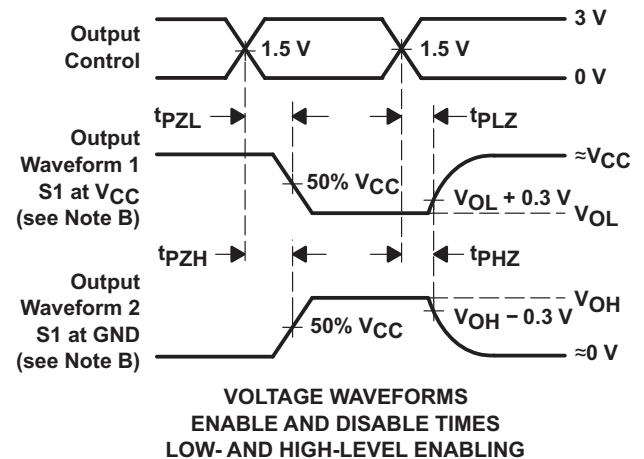 Output
Control
1.5 V
1.5 V
3 V
0 V
tPZL
tPLZ
Output
Waveform 1
S1 at VCC
(see Note B)
50% VCC
VOL + 0.3 V
≈VCC
VOL
tPZH
tPHZ
Output
Waveform 2
S1 at GND
(see Note B)
50% VCC
VOH − 0.3 V
VOH
≈0 V
VOLTAGE WAVEFORMS
ENABLE AND DISABLE TIMES
LOW- AND HIGH-LEVEL ENABLING